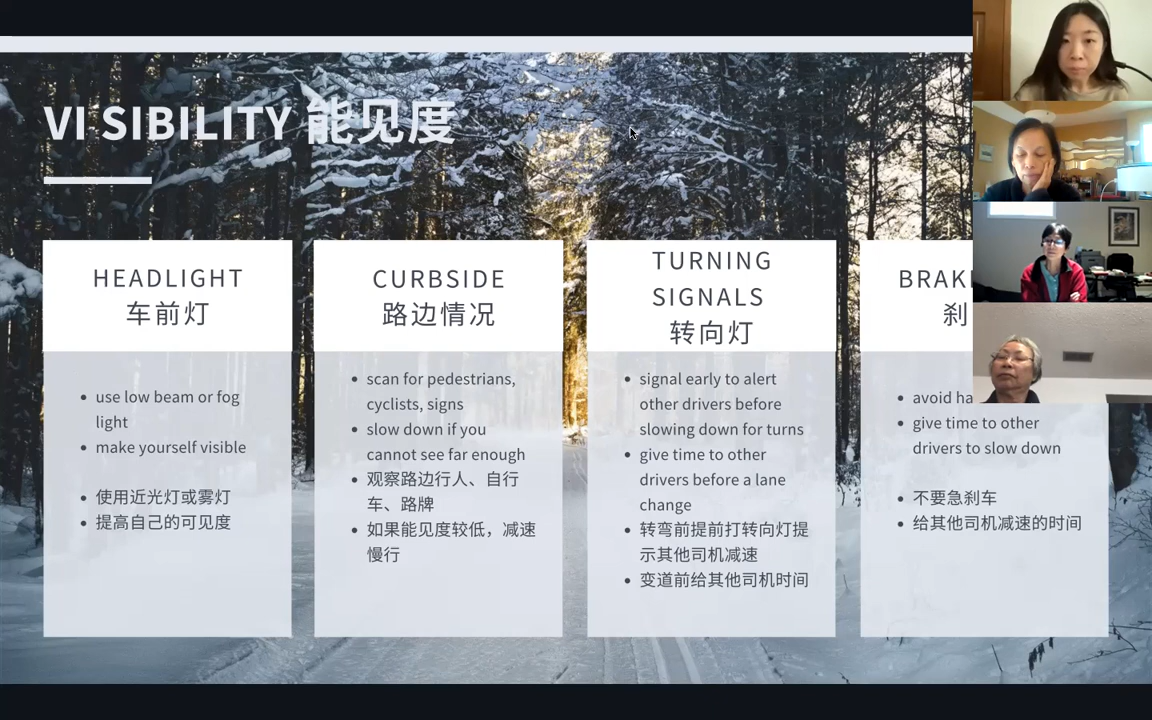 VI SIBILITY 能见度
HEADLIGHT
车前灯
use low beam or fog
light
make yourself visible
使用近光灯或雾灯
提高自己的可见度
CURBSIDE
路边情况
scan for pedestrians,
cyclists, signs
slow down if you
cannot see far enough
观察路边行人、自行
车、路牌
如果能见度较低，减速
慢行
TURNING
SIGNALS
转向灯
signal early to alert
other drivers before
slowing down for turns
give time to other
drivers before a lane
change
转弯前提前打转向灯提
示其他司机减速
变道前给其他司机时间
刹
avoid
give time to other
drivers to slow down
不要急刹车
给其他司机减速的时间